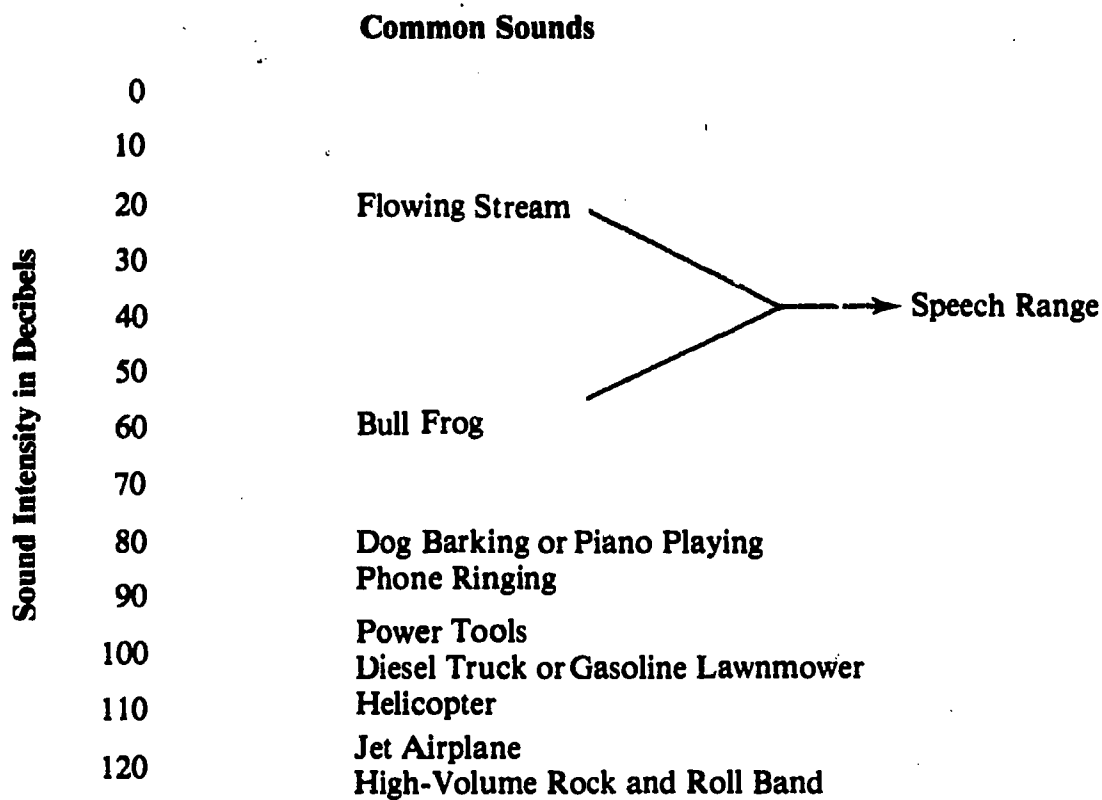 Common Sounds
Sound Intensity in Decibels
0
10
20 Flowing Stream
30
40 Speech Range
50
60 Bull Frog
70
80 Dog Barking or Piano Playing
Phone Ringing
90
Power Tools
100
Diesel Truck or Gasoline Lawnmower
110 Helicopter
Jet Airplane
120
High-Volume Rock and Roll Band